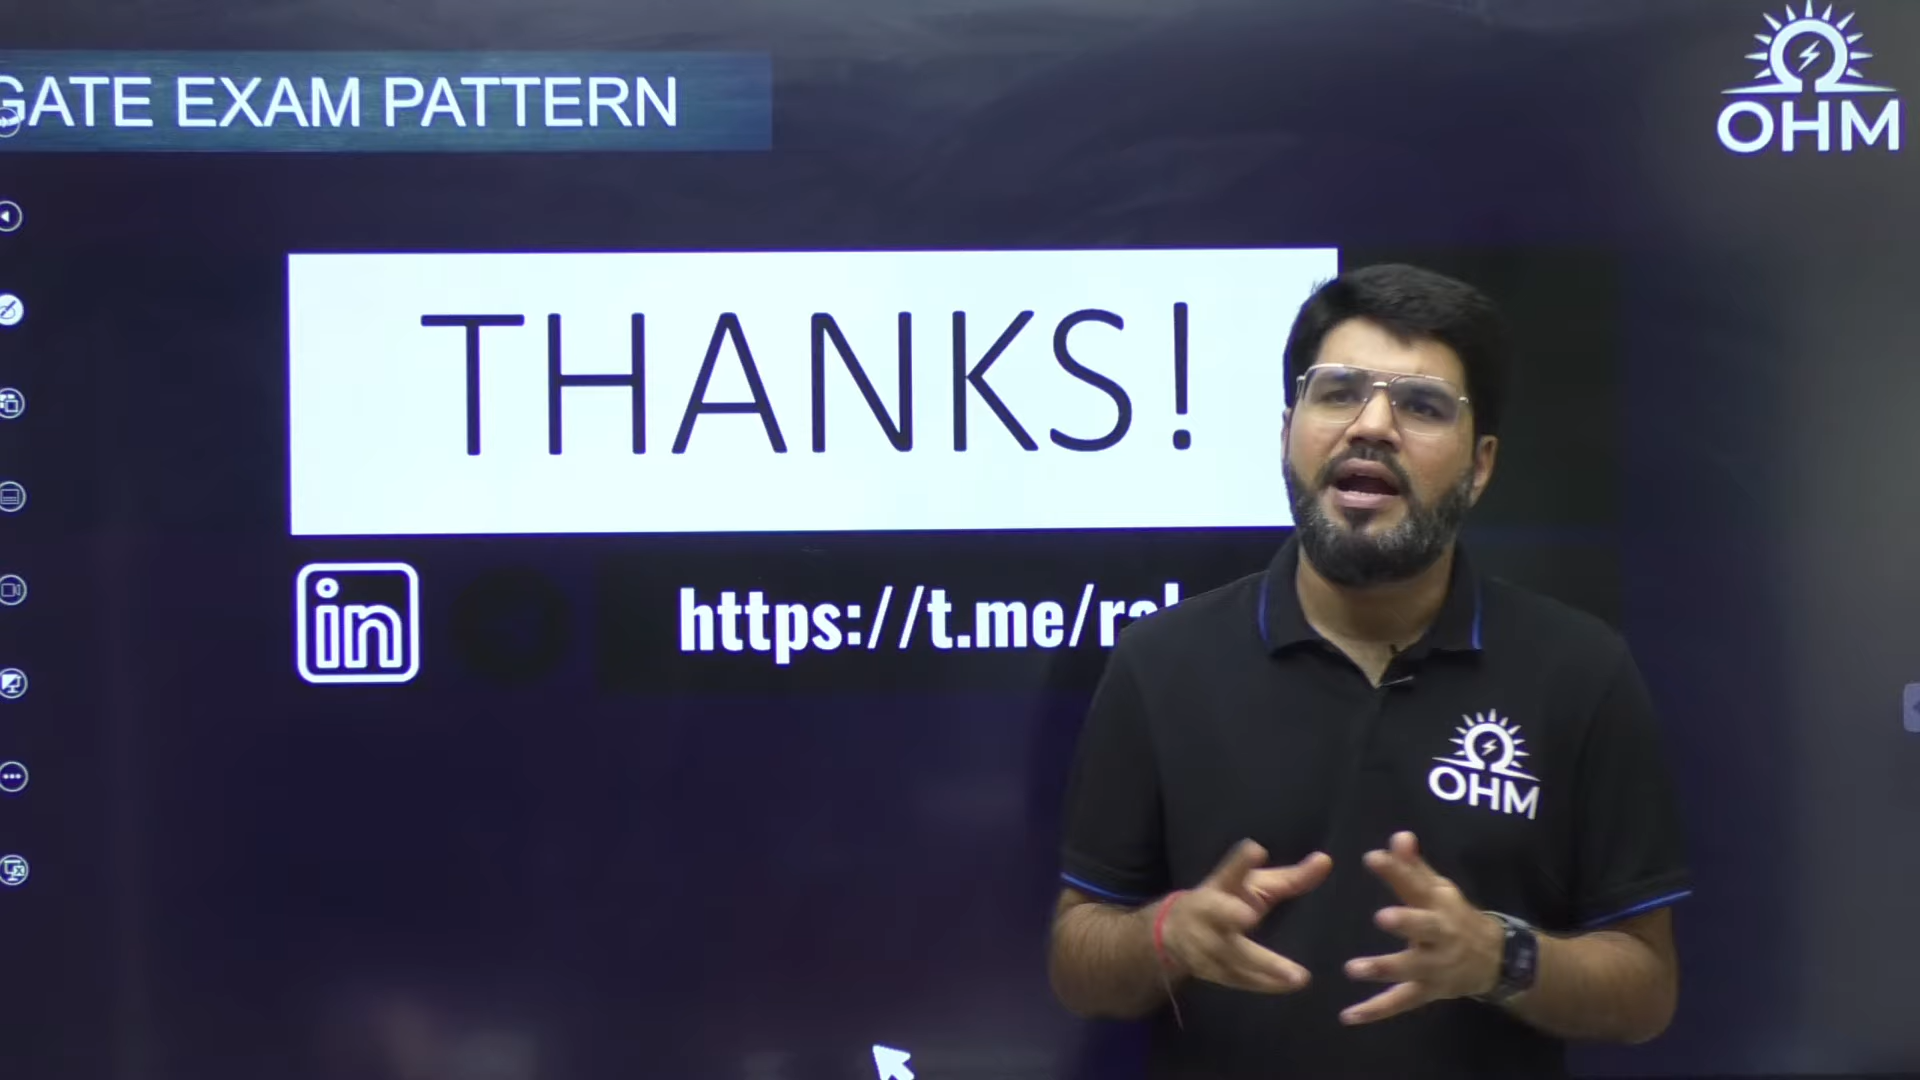 GATE EXAM PATTERN
OHM
THANKS!
in
https://t.me/
OHM